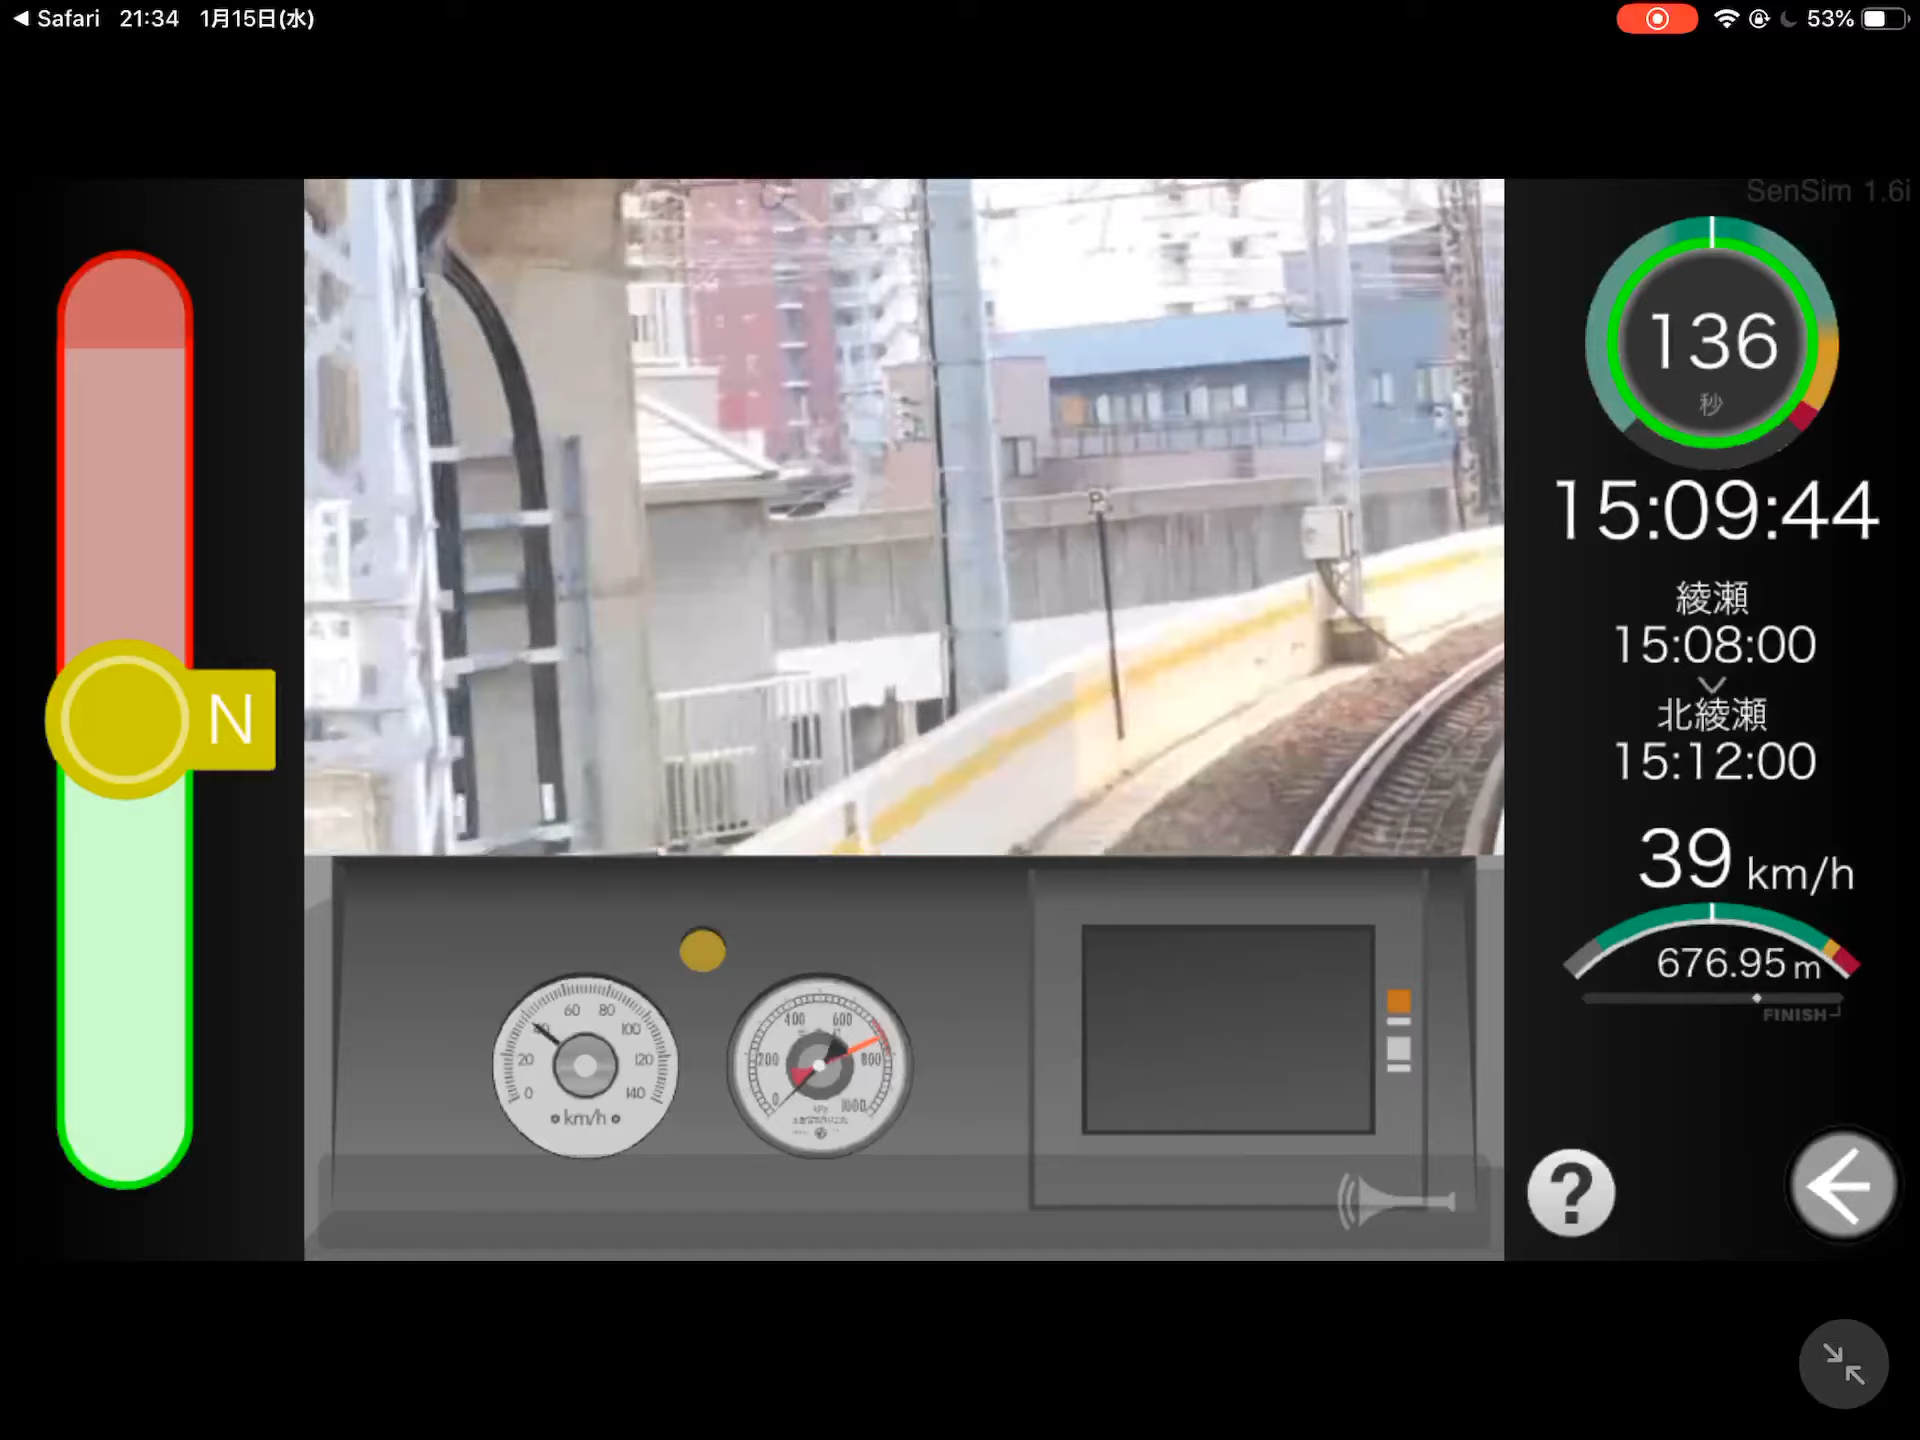 ◀ Safari 21:34 1月15日(水) 53%
SenSim 1.6i
136
秒
15:09:44
綾瀬
15:08:00
北綾瀬
15:12:00
N
P
39 km/h
676.95 m
FINISH
0 20 40 60 80 100 120 140
km/h
0 200 400 600 800 1000
?